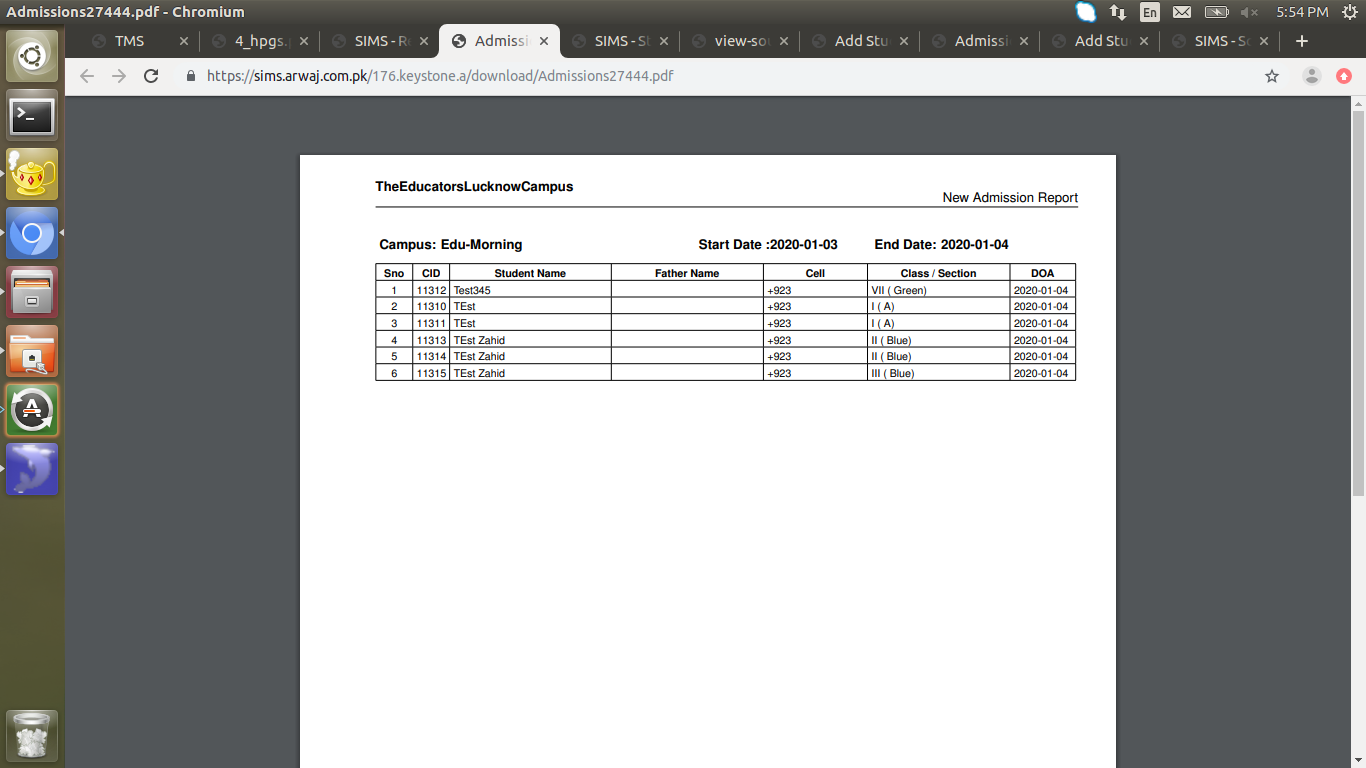 Admissions27444.pdf - Chromium
En
5:54 PM
TMS
4_hpgs.
SIMS - R
Admissi
SIMS - St
view-sou
Add Stu
Admissi
Add Stu
SIMS - Sc
https://sims.arwaj.com.pk/176.keystone.a/download/Admissions27444.pdf
TheEducatorsLucknowCampus
New Admission Report
Campus: Edu-Morning Start Date :2020-01-03 End Date: 2020-01-04
Sno CID Student Name Father Name Cell Class / Section DOA
1 11312 Test345 +923 VII ( Green) 2020-01-04
2 11310 TEst +923 I ( A) 2020-01-04
3 11311 TEst +923 I ( A) 2020-01-04
4 11313 TEst Zahid +923 II ( Blue) 2020-01-04
5 11314 TEst Zahid +923 II ( Blue) 2020-01-04
6 11315 TEst Zahid +923 III ( Blue) 2020-01-04